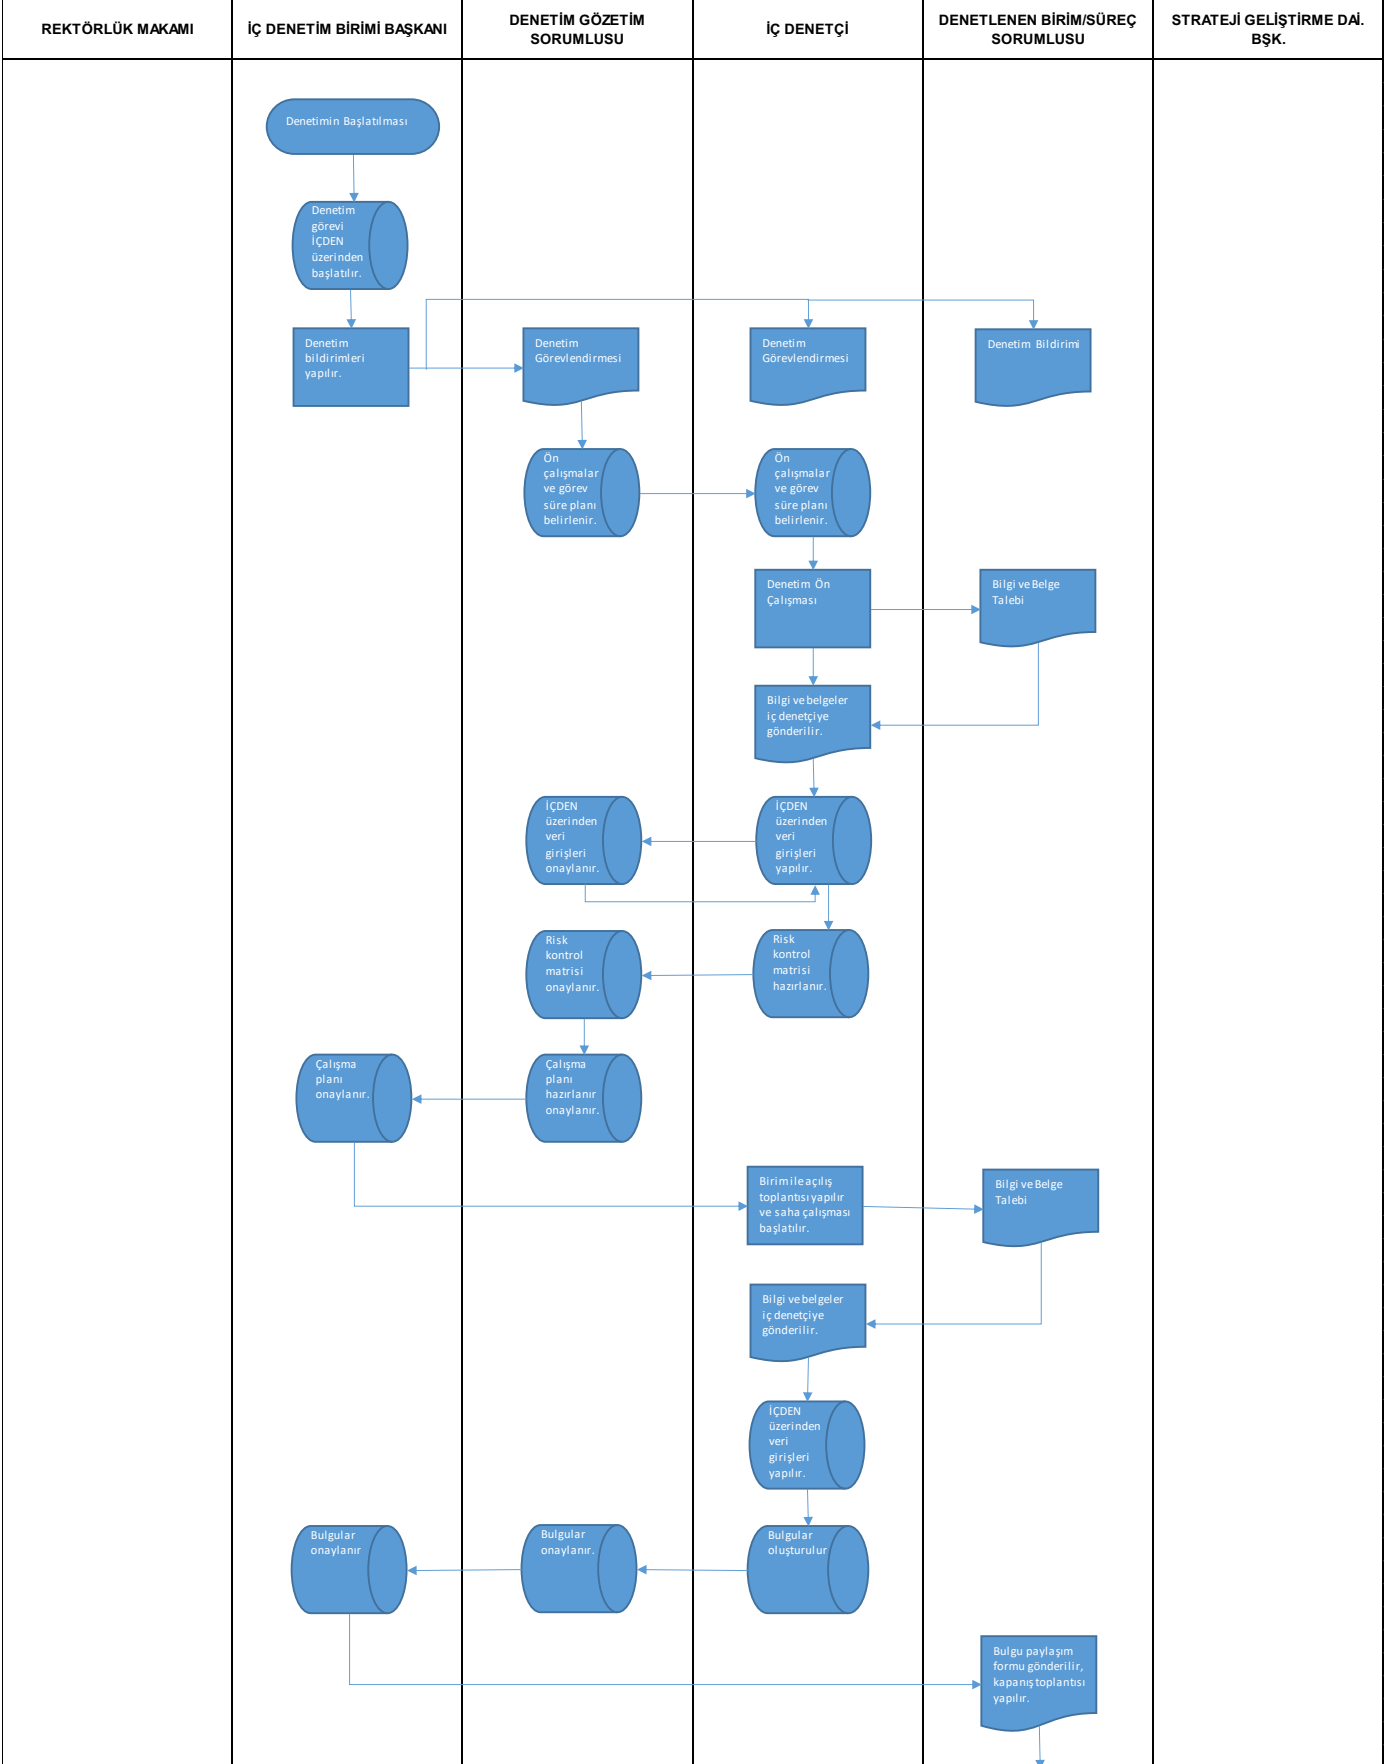 REKTÖRLÜK MAKAMI
İÇ DENETİM BİRİMİ BAŞKANI
DENETİM GÖZETİM
SORUMLUSU
İÇ DENETÇİ
DENETLENEN BİRİM/SÜREÇ
SORUMLUSU
STRATEJİ GELİŞTİRME DAİ.
BŞK.
Denetimin Başlatılması
Denetim
görevi
İÇDEN
üzerinden
başlatılır.
Denetim
bildirimleri
yapılır.
Denetim
Görevlendirmesi
Denetim
Görevlendirmesi
Denetim Bildirimi
Ön
çalışmalar
ve görev
süre planı
belirlenir.
Ön
çalışmalar
ve görev
süre planı
belirlenir.
Denetim Ön
Çalışması
Bilgi ve Belge
Talebi
Bilgi ve belgeler
iç denetçiye
gönderilir.
İÇDEN
üzerinden
veri
girişleri
onaylanır.
İÇDEN
üzerinden
veri
girişleri
yapılır.
Risk
kontrol
matrisi
onaylanır.
Risk
kontrol
matrisi
hazırlanır.
Çalışma
planı
onaylanır.
Çalışma
planı
hazırlanır
onaylanır.
Birim ile açılış
toplantısı yapılır
ve saha çalışması
başlatılır.
Bilgi ve Belge
Talebi
Bilgi ve belgeler
iç denetçiye
gönderilir.
İÇDEN
üzerinden
veri
girişleri
yapılır.
Bulgular
onaylanır
Bulgular
onaylanır.
Bulgular
oluşturulur
Bulgu paylaşım
formu gönderilir,
kapanış toplantısı
yapılır.